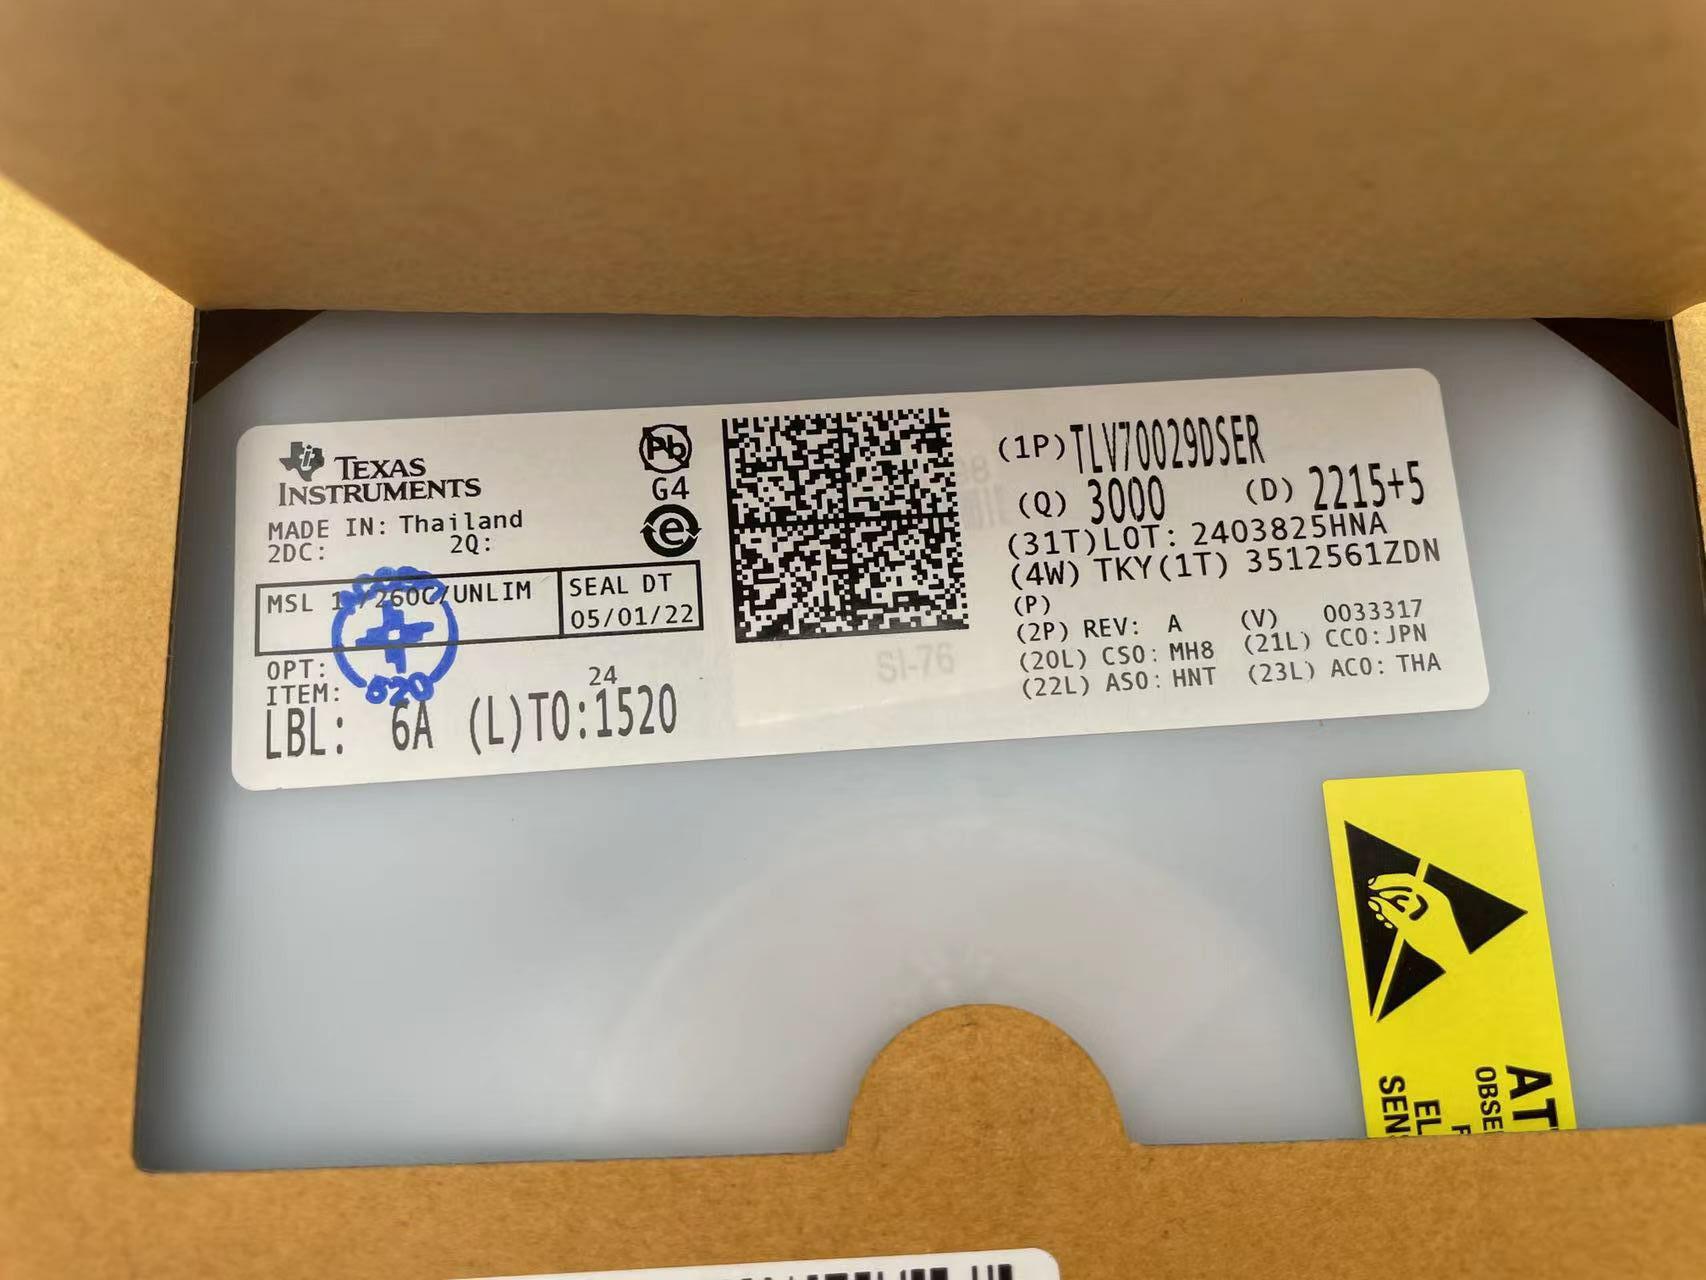 TEXAS
INSTRUMENTS
MADE IN: Thailand
2DC: 2Q:
Pb
G4
e
MSL 1 /260C/UNLIM
SEAL DT
05/01/22
OPT:
ITEM:
24
LBL: 6A (L)TO:1520
620
SI-76
(1P) TLV70029DSER
(Q) 3000 (D) 2215+5
(31T)LOT: 2403825HNA
(4W) TKY(1T) 3512561ZDN
(P)
(2P) REV: A (V) 0033317
(20L) CSO: MH8 (21L) CCO:JPN
(22L) ASO: HNT (23L) ACO: THA
AT
OBSE
EL
SEN